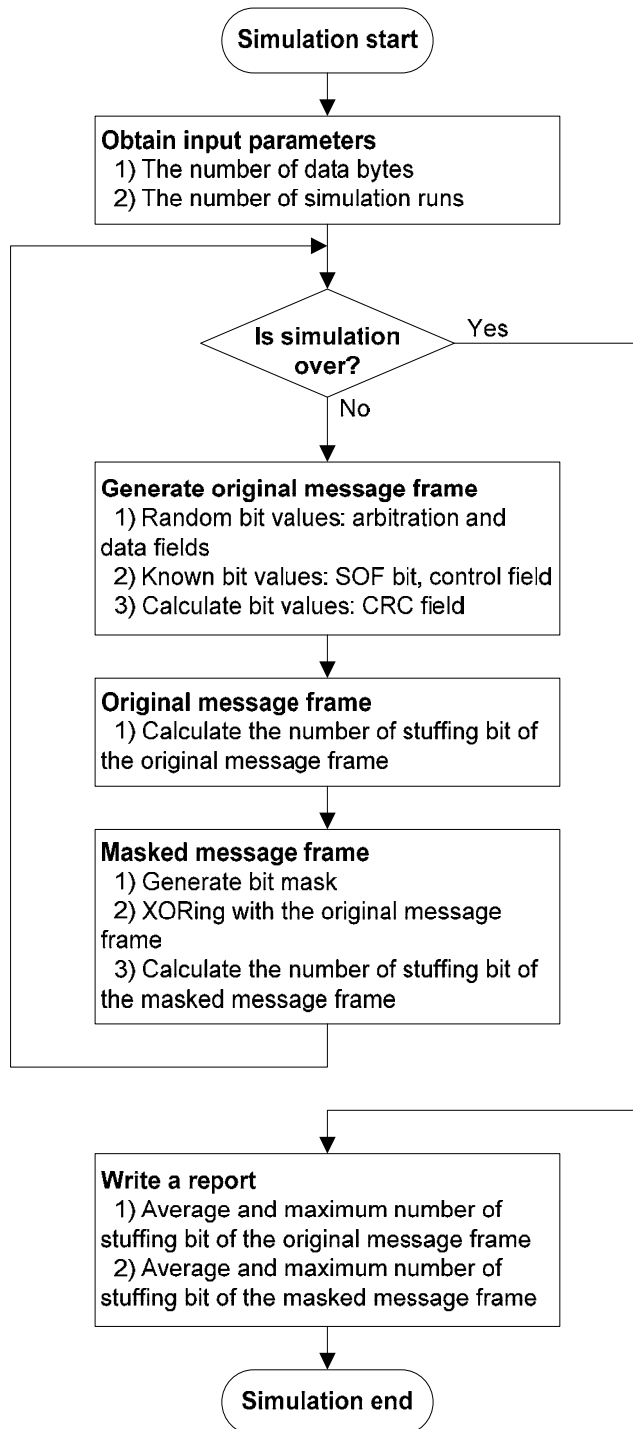 Simulation start
Obtain input parameters
1) The number of data bytes
2) The number of simulation runs
Is simulation
over?
Yes
No
Generate original message frame
1) Random bit values: arbitration and
data fields
2) Known bit values: SOF bit, control field
3) Calculate bit values: CRC field
Original message frame
1) Calculate the number of stuffing bit of
the original message frame
Masked message frame
1) Generate bit mask
2) XORing with the original message
frame
3) Calculate the number of stuffing bit of
the masked message frame
Write a report
1) Average and maximum number of
stuffing bit of the original message frame
2) Average and maximum number of
stuffing bit of the masked message frame
Simulation end